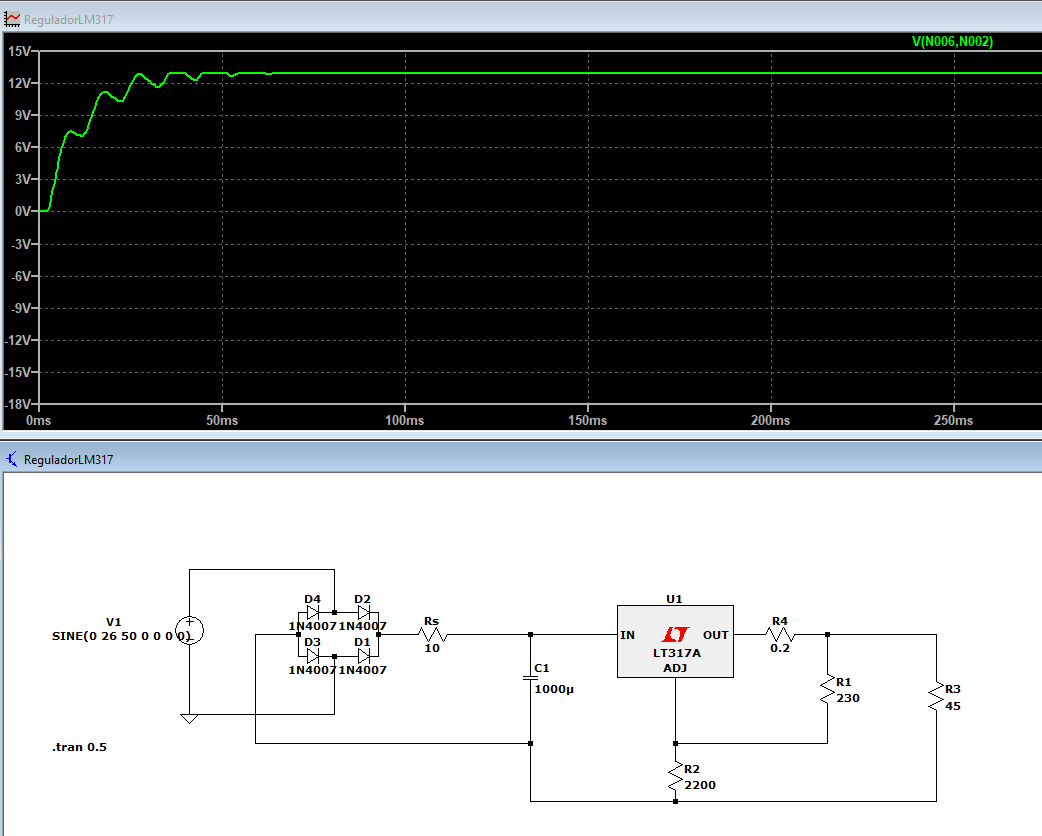 ReguladorLM317
V(N006,N002)
15V
12V
9V
6V
3V
0V
-3V
-6V
-9V
-12V
-15V
-18V
0ms 50ms 100ms 150ms 200ms 250ms
ReguladorLM317
V1
SINE(0 26 50 0 0 0 0)
D4 D2
1N4007 1N4007
D3 D1
1N4007 1N4007
Rs
10
C1
1000µ
U1
IN OUT
LT317A
ADJ
R4
0.2
R1
230
R3
45
R2
2200
.tran 0.5